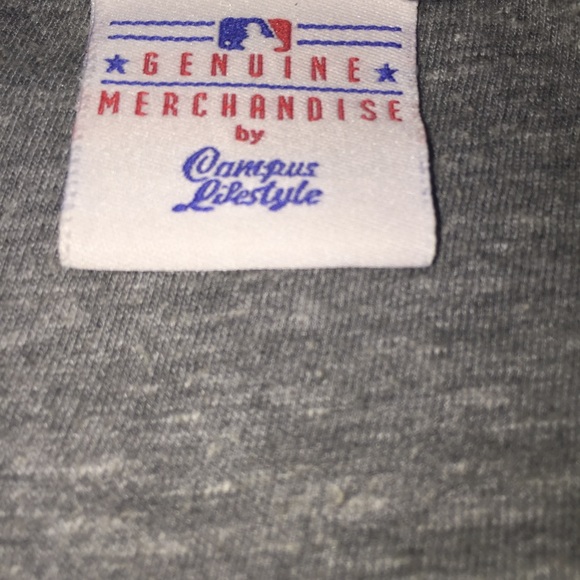 GENUINE
MERCHANDISE
by
Campus
Lifestyle